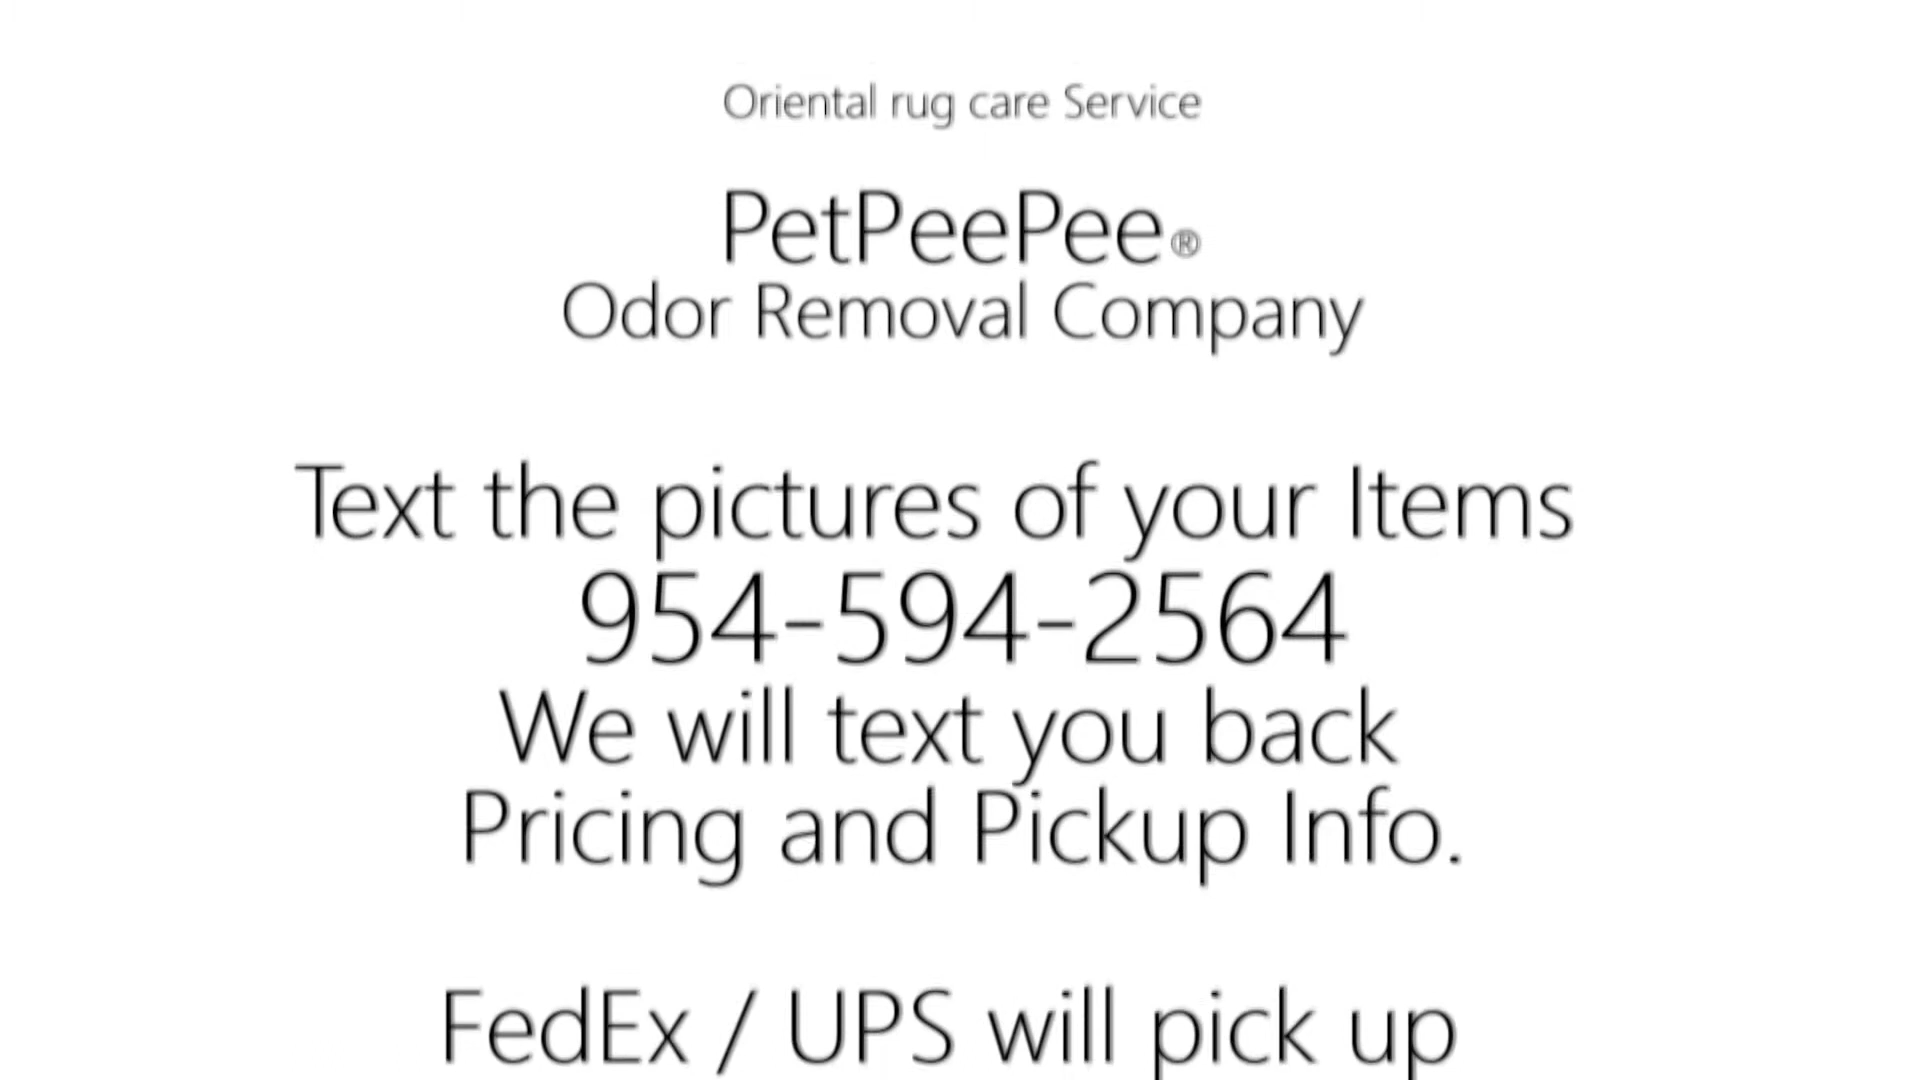 Oriental rug care Service
PetPeePee®
Odor Removal Company
Text the pictures of your Items
954-594-2564
We will text you back
Pricing and Pickup Info.
FedEx / UPS will pick up